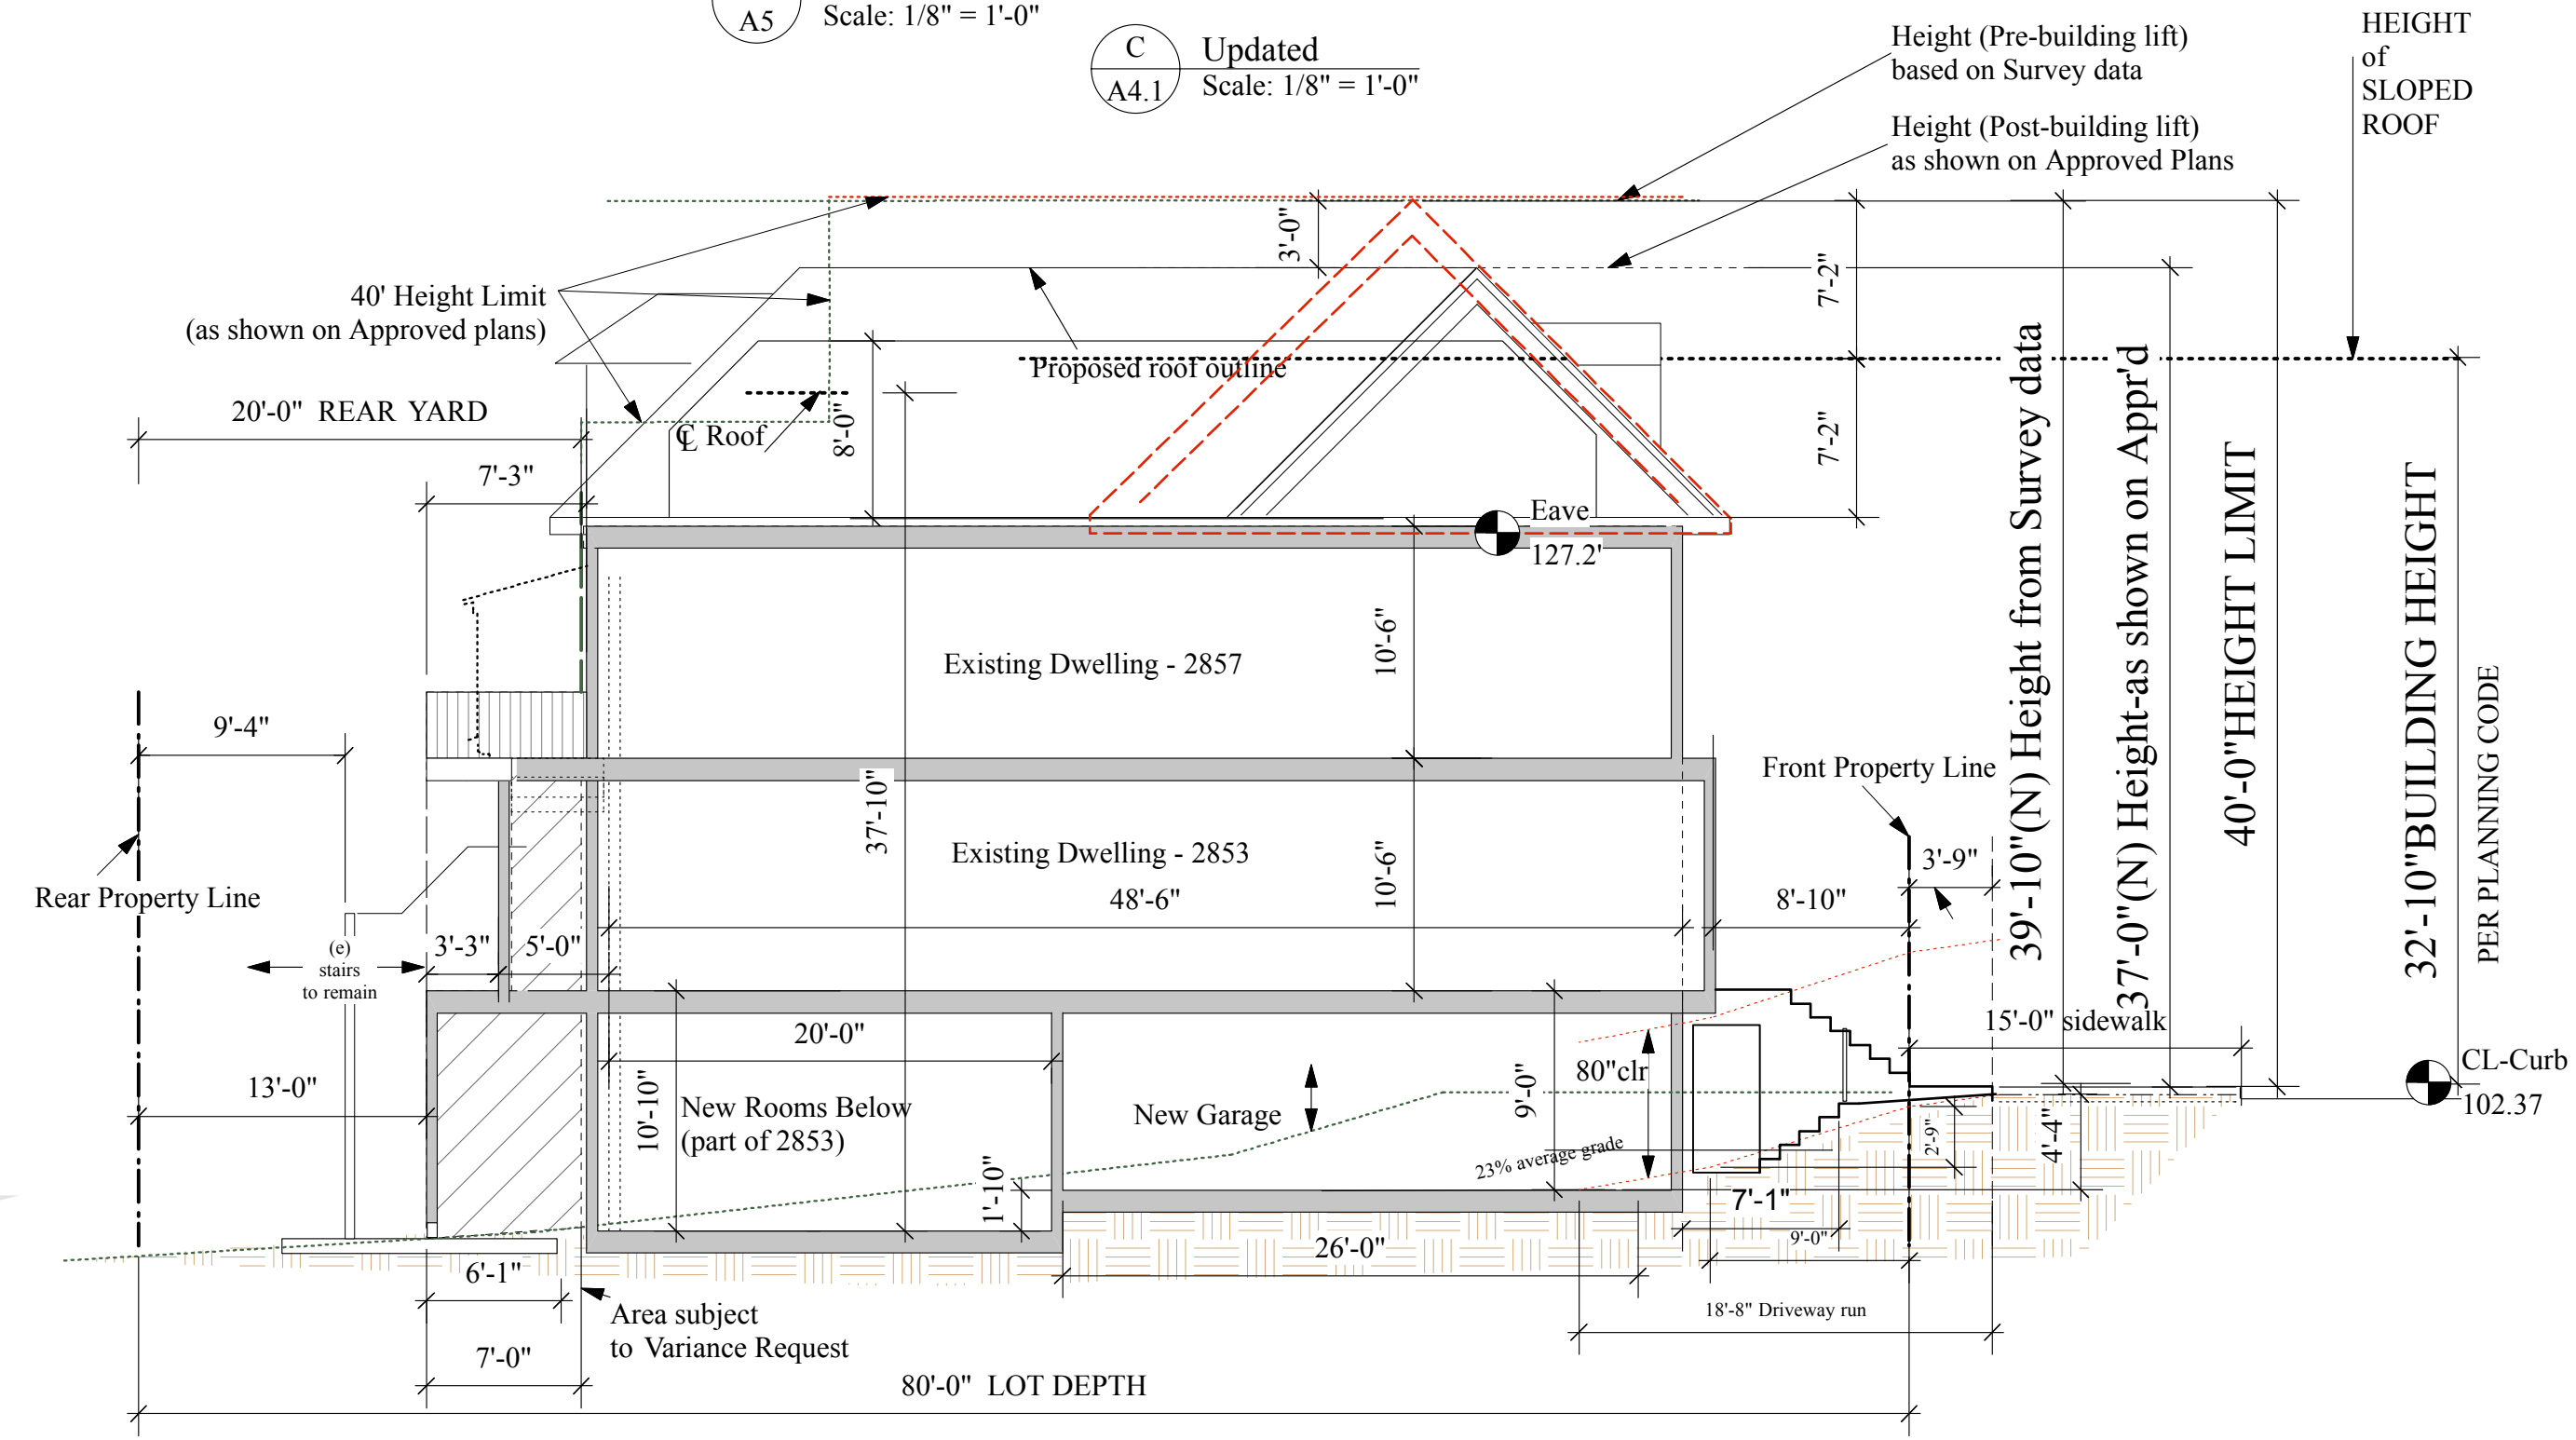 A5
Scale: 1/8" = 1'-0"
C
A4.1
Updated
Scale: 1/8" = 1'-0"
Height (Pre-building lift)
based on Survey data
Height (Post-building lift)
as shown on Approved Plans
HEIGHT
of
SLOPED
ROOF
40' Height Limit
(as shown on Approved plans)
3'-0"
7'-2"
Proposed roof outline
20'-0" REAR YARD
℄ Roof
8'-0"
7'-2"
7'-3"
Eave
127.2'
39'-10"(N) Height from Survey data
37'-0"(N) Height-as shown on Appr'd
40'-0"HEIGHT LIMIT
32'-10"BUILDING HEIGHT
PER PLANNING CODE
Existing Dwelling - 2857
10'-6"
9'-4"
37'-10"
Front Property Line
Existing Dwelling - 2853
48'-6"
10'-6"
8'-10"
3'-9"
Rear Property Line
(e)
stairs
to remain
3'-3"
5'-0"
15'-0" sidewalk
CL-Curb
102.37
20'-0"
13'-0"
10'-10"
New Rooms Below
(part of 2853)
New Garage
9'-0"
80"clr
23% average grade
1'-10"
2'-9"
4'-4"
7'-1"
9'-0"
26'-0"
6'-1"
Area subject
to Variance Request
18'-8" Driveway run
7'-0"
80'-0" LOT DEPTH